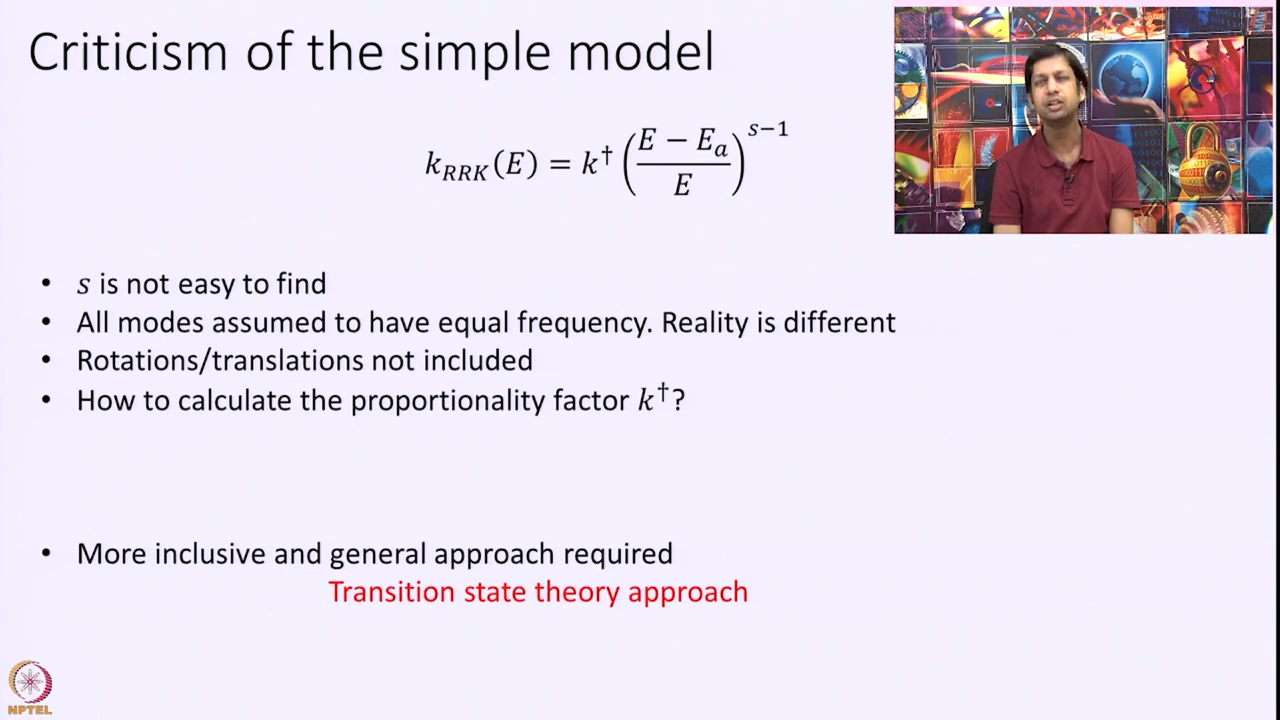 Criticism of the simple model
k_{RRK}(E) = k^† ((E − E_a)/E)^{s−1}
• s is not easy to find
• All modes assumed to have equal frequency. Reality is different
• Rotations/translations not included
• How to calculate the proportionality factor k^†?
• More inclusive and general approach required
Transition state theory approach
NPTEL